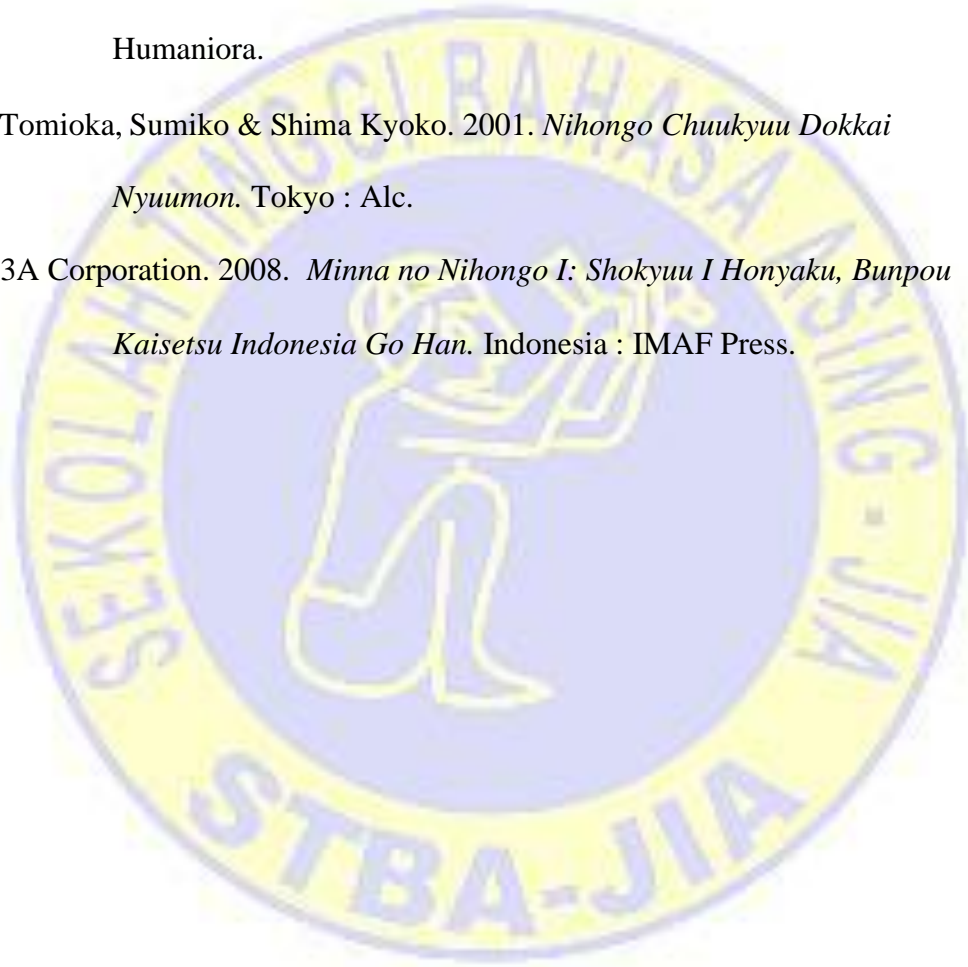 Humaniora.
Tomioka, Sumiko & Shima Kyoko. 2001. Nihongo Chuukyuu Dokkai
Nyuumon. Tokyo : Alc.
3A Corporation. 2008. Minna no Nihongo I: Shokyuu I Honyaku, Bunpou
Kaisetsu Indonesia Go Han. Indonesia : IMAF Press.
SEKOLAH TINGGI BAHASA ASING - JIA
STBA-JIA